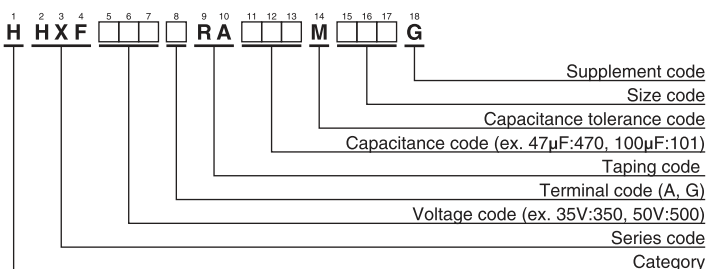 1 2 3 4 5 6 7 8 9 10 11 12 13 14 15 16 17 18
H HXF RA M G
Supplement code
Size code
Capacitance tolerance code
Capacitance code (ex. 47µF:470, 100µF:101)
Taping code
Terminal code (A, G)
Voltage code (ex. 35V:350, 50V:500)
Series code
Category